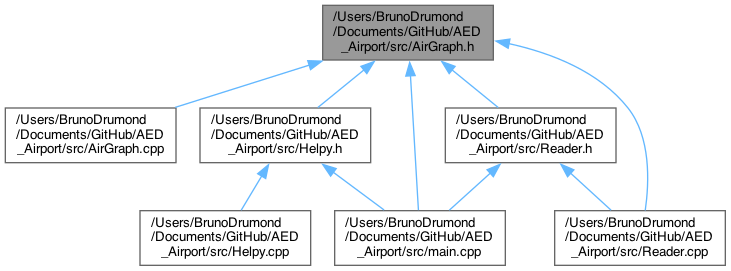 /Users/BrunoDrumond
/Documents/GitHub/AED
_Airport/src/AirGraph.h
/Users/BrunoDrumond
/Documents/GitHub/AED
_Airport/src/AirGraph.cpp
/Users/BrunoDrumond
/Documents/GitHub/AED
_Airport/src/Helpy.h
/Users/BrunoDrumond
/Documents/GitHub/AED
_Airport/src/Reader.h
/Users/BrunoDrumond
/Documents/GitHub/AED
_Airport/src/Helpy.cpp
/Users/BrunoDrumond
/Documents/GitHub/AED
_Airport/src/main.cpp
/Users/BrunoDrumond
/Documents/GitHub/AED
_Airport/src/Reader.cpp